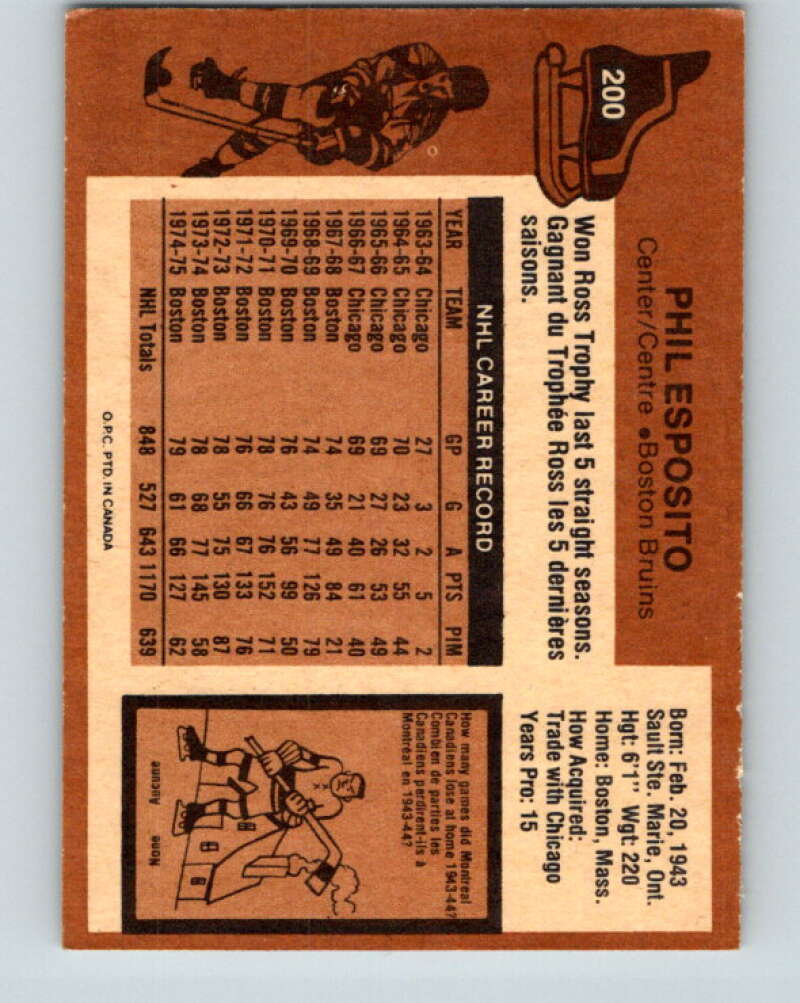 200
PHIL ESPOSITO
Center/Centre • Boston Bruins
Won Ross Trophy last 5 straight seasons.
Gagnant du Trophée Ross les 5 dernières
saisons.
Born: Feb. 20, 1943
Sault Ste. Marie, Ont.
Hgt: 6'1" Wgt: 220
Home: Boston, Mass.
How Acquired:
Trade with Chicago
Years Pro: 15
NHL CAREER RECORD
YEAR TEAM GP G A PTS PIM
1963-64 Chicago 27 3 2 5 2
1964-65 Chicago 70 23 32 55 44
1965-66 Chicago 69 27 26 53 49
1966-67 Chicago 69 21 40 61 40
1967-68 Boston 74 35 49 84 21
1968-69 Boston 74 49 77 126 79
1969-70 Boston 76 43 56 99 50
1970-71 Boston 78 76 76 152 71
1971-72 Boston 76 66 67 133 76
1972-73 Boston 78 55 75 130 87
1973-74 Boston 78 68 77 145 58
1974-75 Boston 79 61 66 127 62
NHL Totals 848 527 643 1170 639
How many games did Montreal
Canadiens lose at home 1943-44?
Combien de parties les
Canadiens perdirent-ils à
Montréal en 1943-44?
None
Aucune
O.P.C. PTD. IN CANADA